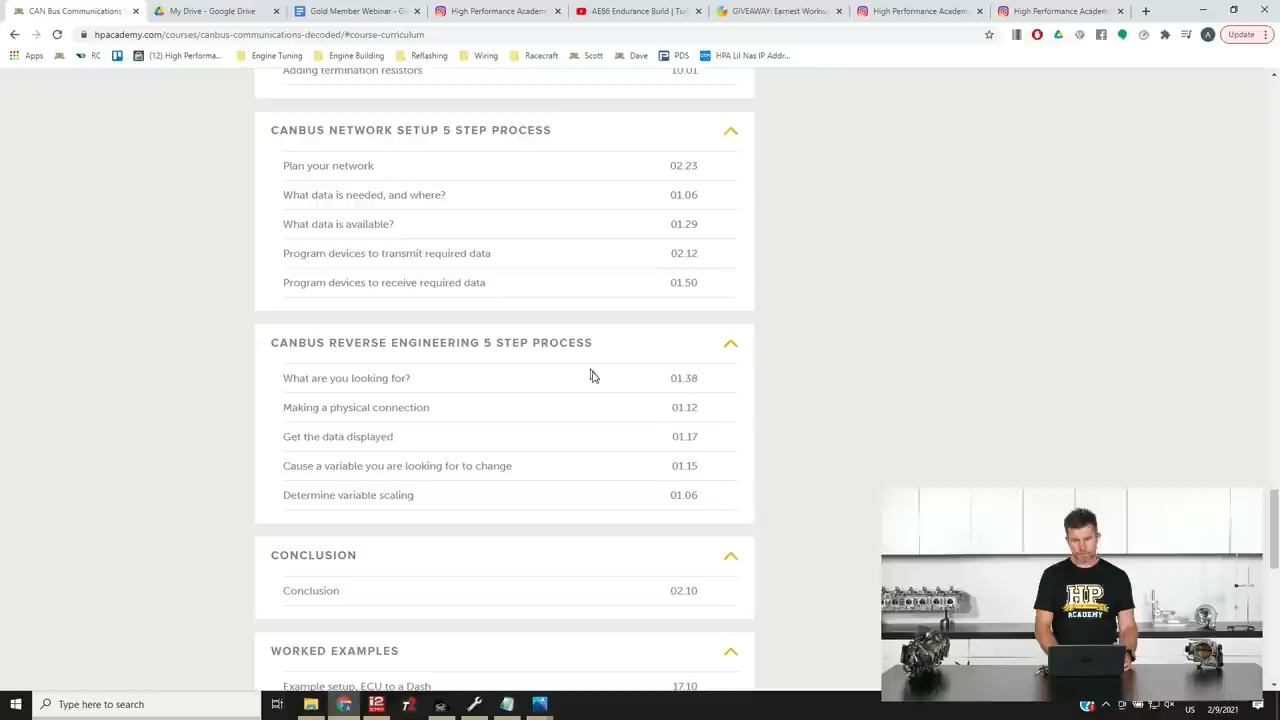 CAN Bus Communications
My Drive - Google Drive
Gold Member Webinar - G
High Performance Academ
AE86 Endurance Build | Tur
GIVEAWAY: Earnest Workw
High Performance Academ
High Performance Academ
hpacademy.com/courses/canbus-communications-decoded/#course-curriculum
Update
Apps
RC
(12) High Performa...
Engine Tuning
Engine Building
Reflashing
Wiring
Racecraft
Scott
Dave
PDS
HPA Lil Nas IP Addr...
Adding termination resistors 10.01
CANBUS NETWORK SETUP 5 STEP PROCESS
Plan your network 02.23
What data is needed, and where? 01.06
What data is available? 01.29
Program devices to transmit required data 02.12
Program devices to receive required data 01.50
CANBUS REVERSE ENGINEERING 5 STEP PROCESS
What are you looking for? 01.38
Making a physical connection 01.12
Get the data displayed 01.17
Cause a variable you are looking for to change 01.15
Determine variable scaling 01.06
CONCLUSION
Conclusion 02.10
WORKED EXAMPLES
Example setup, ECU to a Dash 17.10
HP
ACADEMY
Type here to search
US
2/9/2021